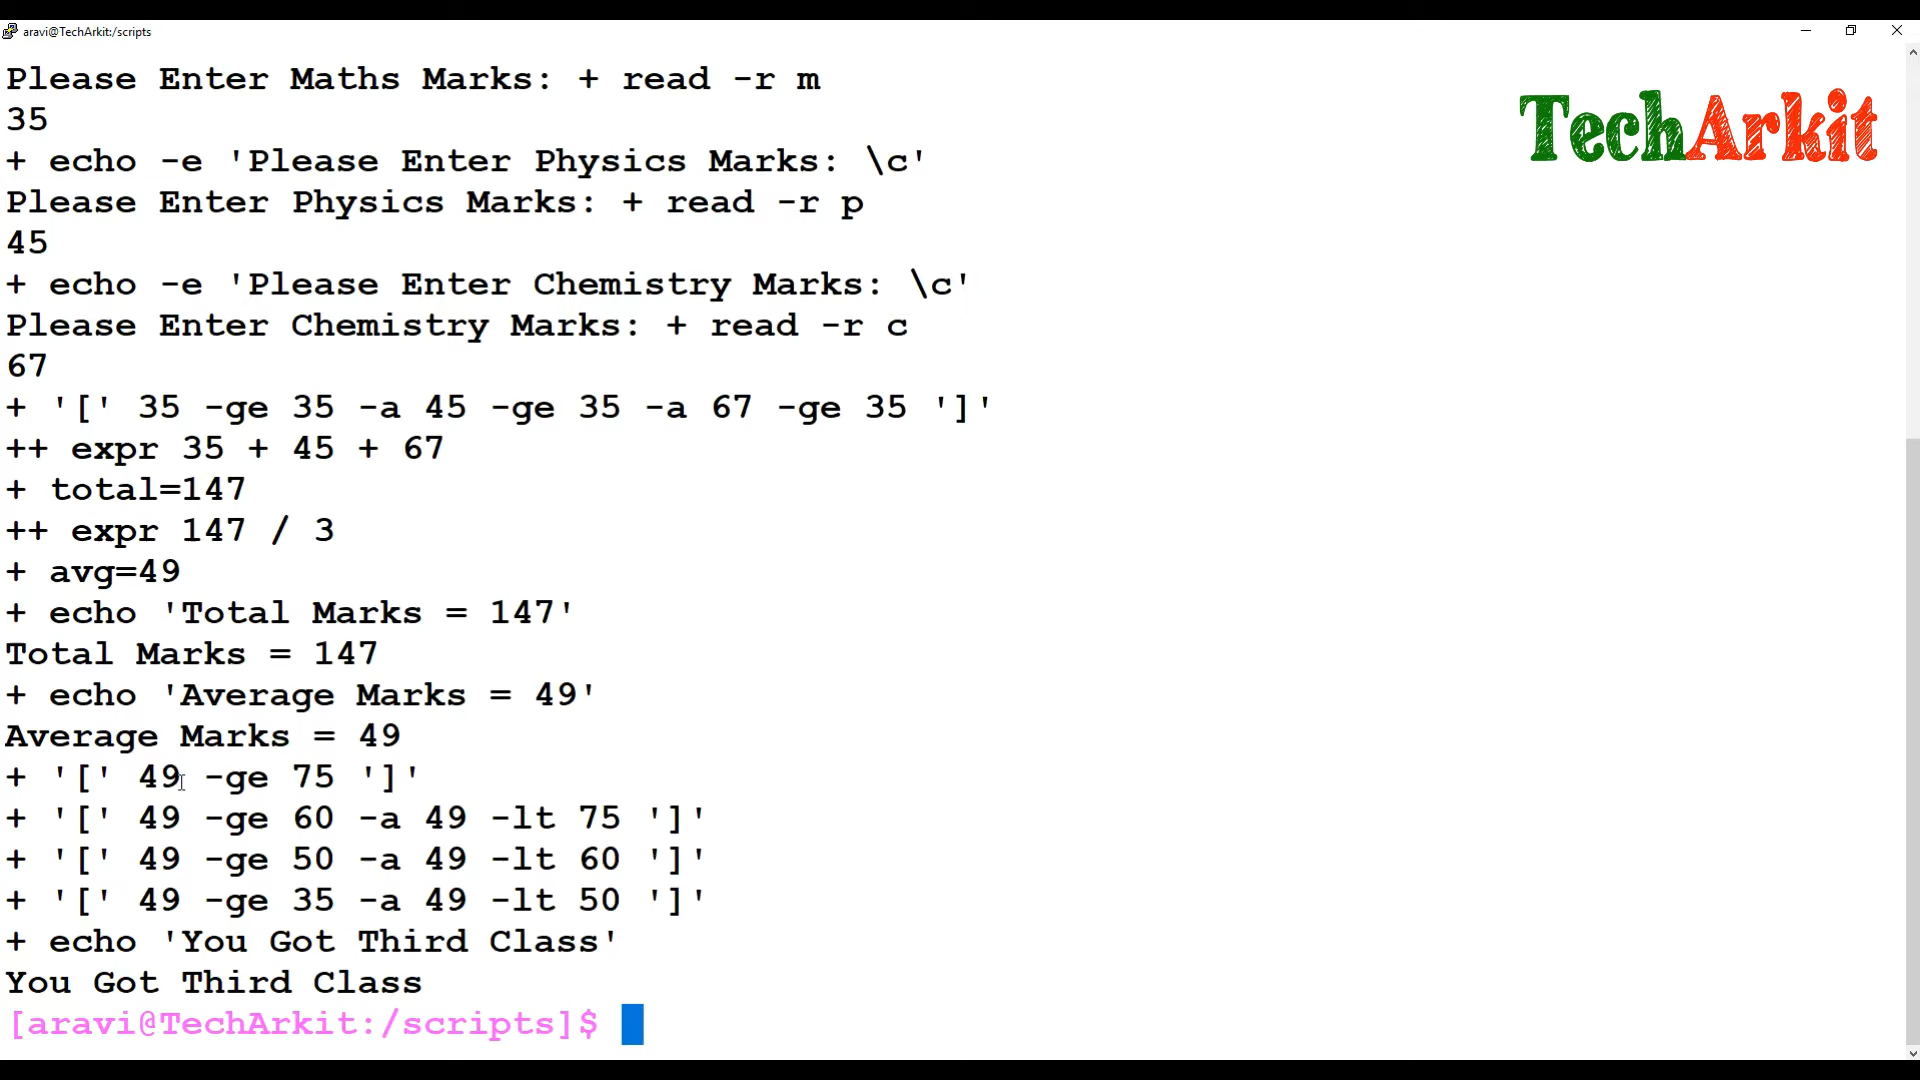 aravi@TechArkit:/scripts
TechArkit
Please Enter Maths Marks: + read -r m
35
+ echo -e 'Please Enter Physics Marks: \c'
Please Enter Physics Marks: + read -r p
45
+ echo -e 'Please Enter Chemistry Marks: \c'
Please Enter Chemistry Marks: + read -r c
67
+ '[' 35 -ge 35 -a 45 -ge 35 -a 67 -ge 35 ']'
++ expr 35 + 45 + 67
+ total=147
++ expr 147 / 3
+ avg=49
+ echo 'Total Marks = 147'
Total Marks = 147
+ echo 'Average Marks = 49'
Average Marks = 49
+ '[' 49 -ge 75 ']'
+ '[' 49 -ge 60 -a 49 -lt 75 ']'
+ '[' 49 -ge 50 -a 49 -lt 60 ']'
+ '[' 49 -ge 35 -a 49 -lt 50 ']'
+ echo 'You Got Third Class'
You Got Third Class
[aravi@TechArkit:/scripts]$